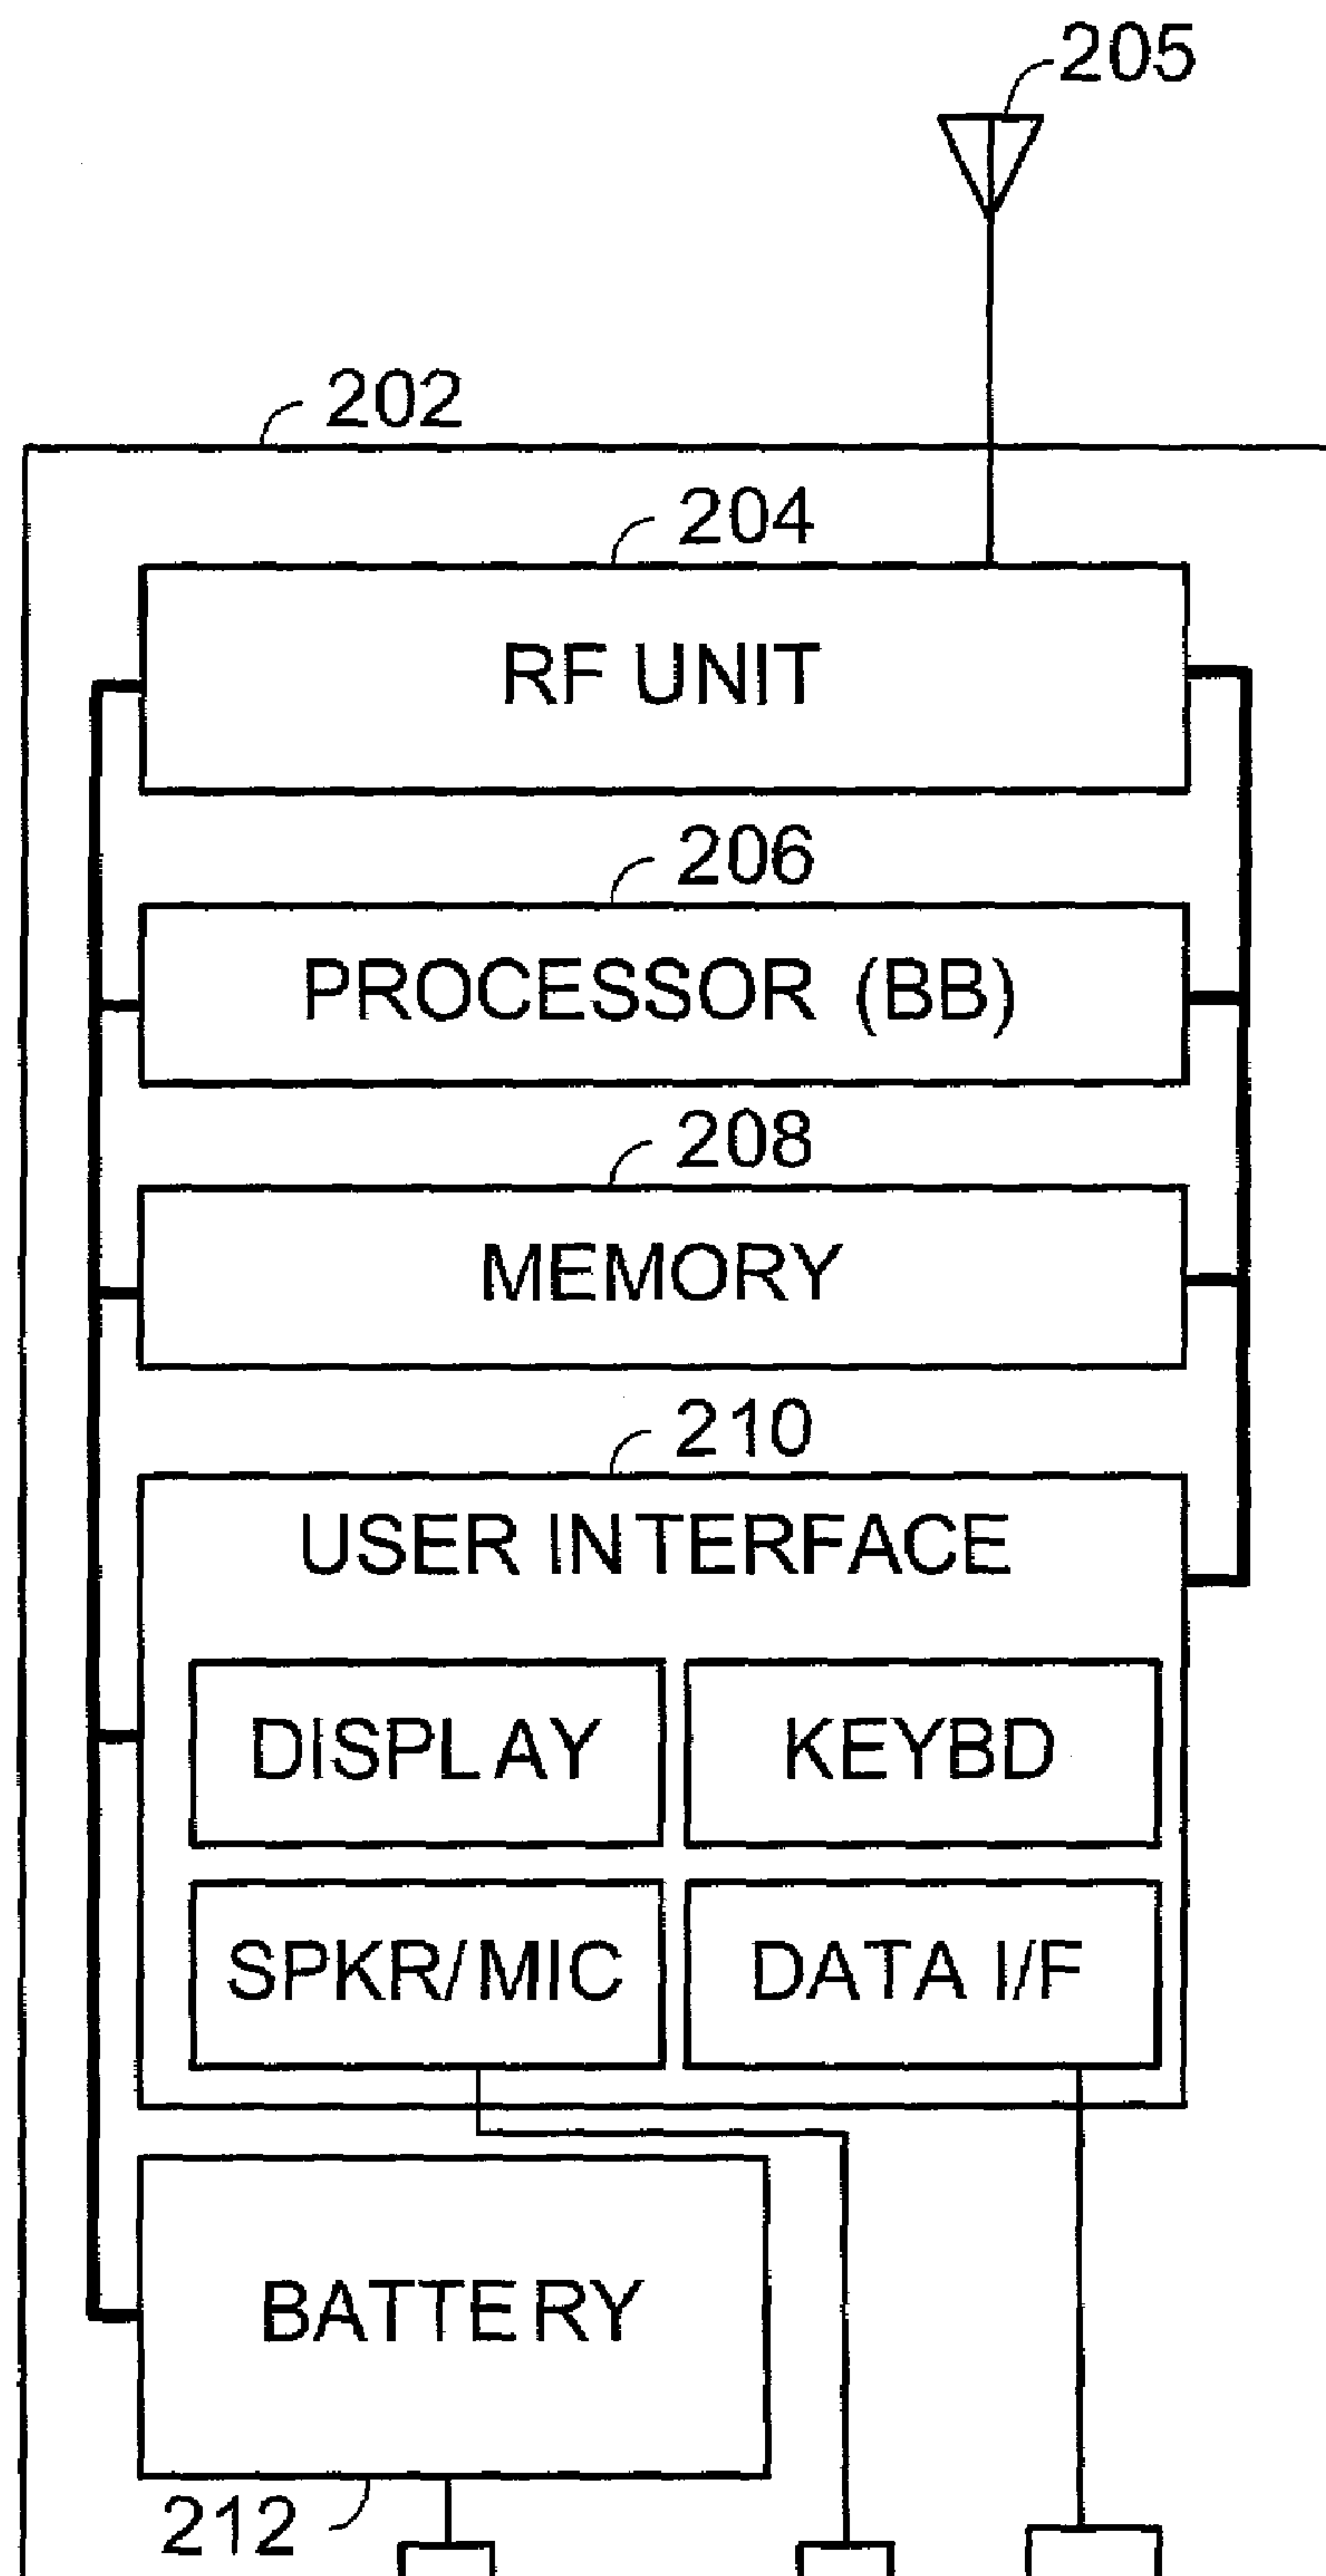 205
202
204
RF UNIT
206
PROCESSOR (BB)
208
MEMORY
210
USER INTERFACE
DISPLAY
KEYBD
SPKR/MIC
DATA I/F
BATTERY
212